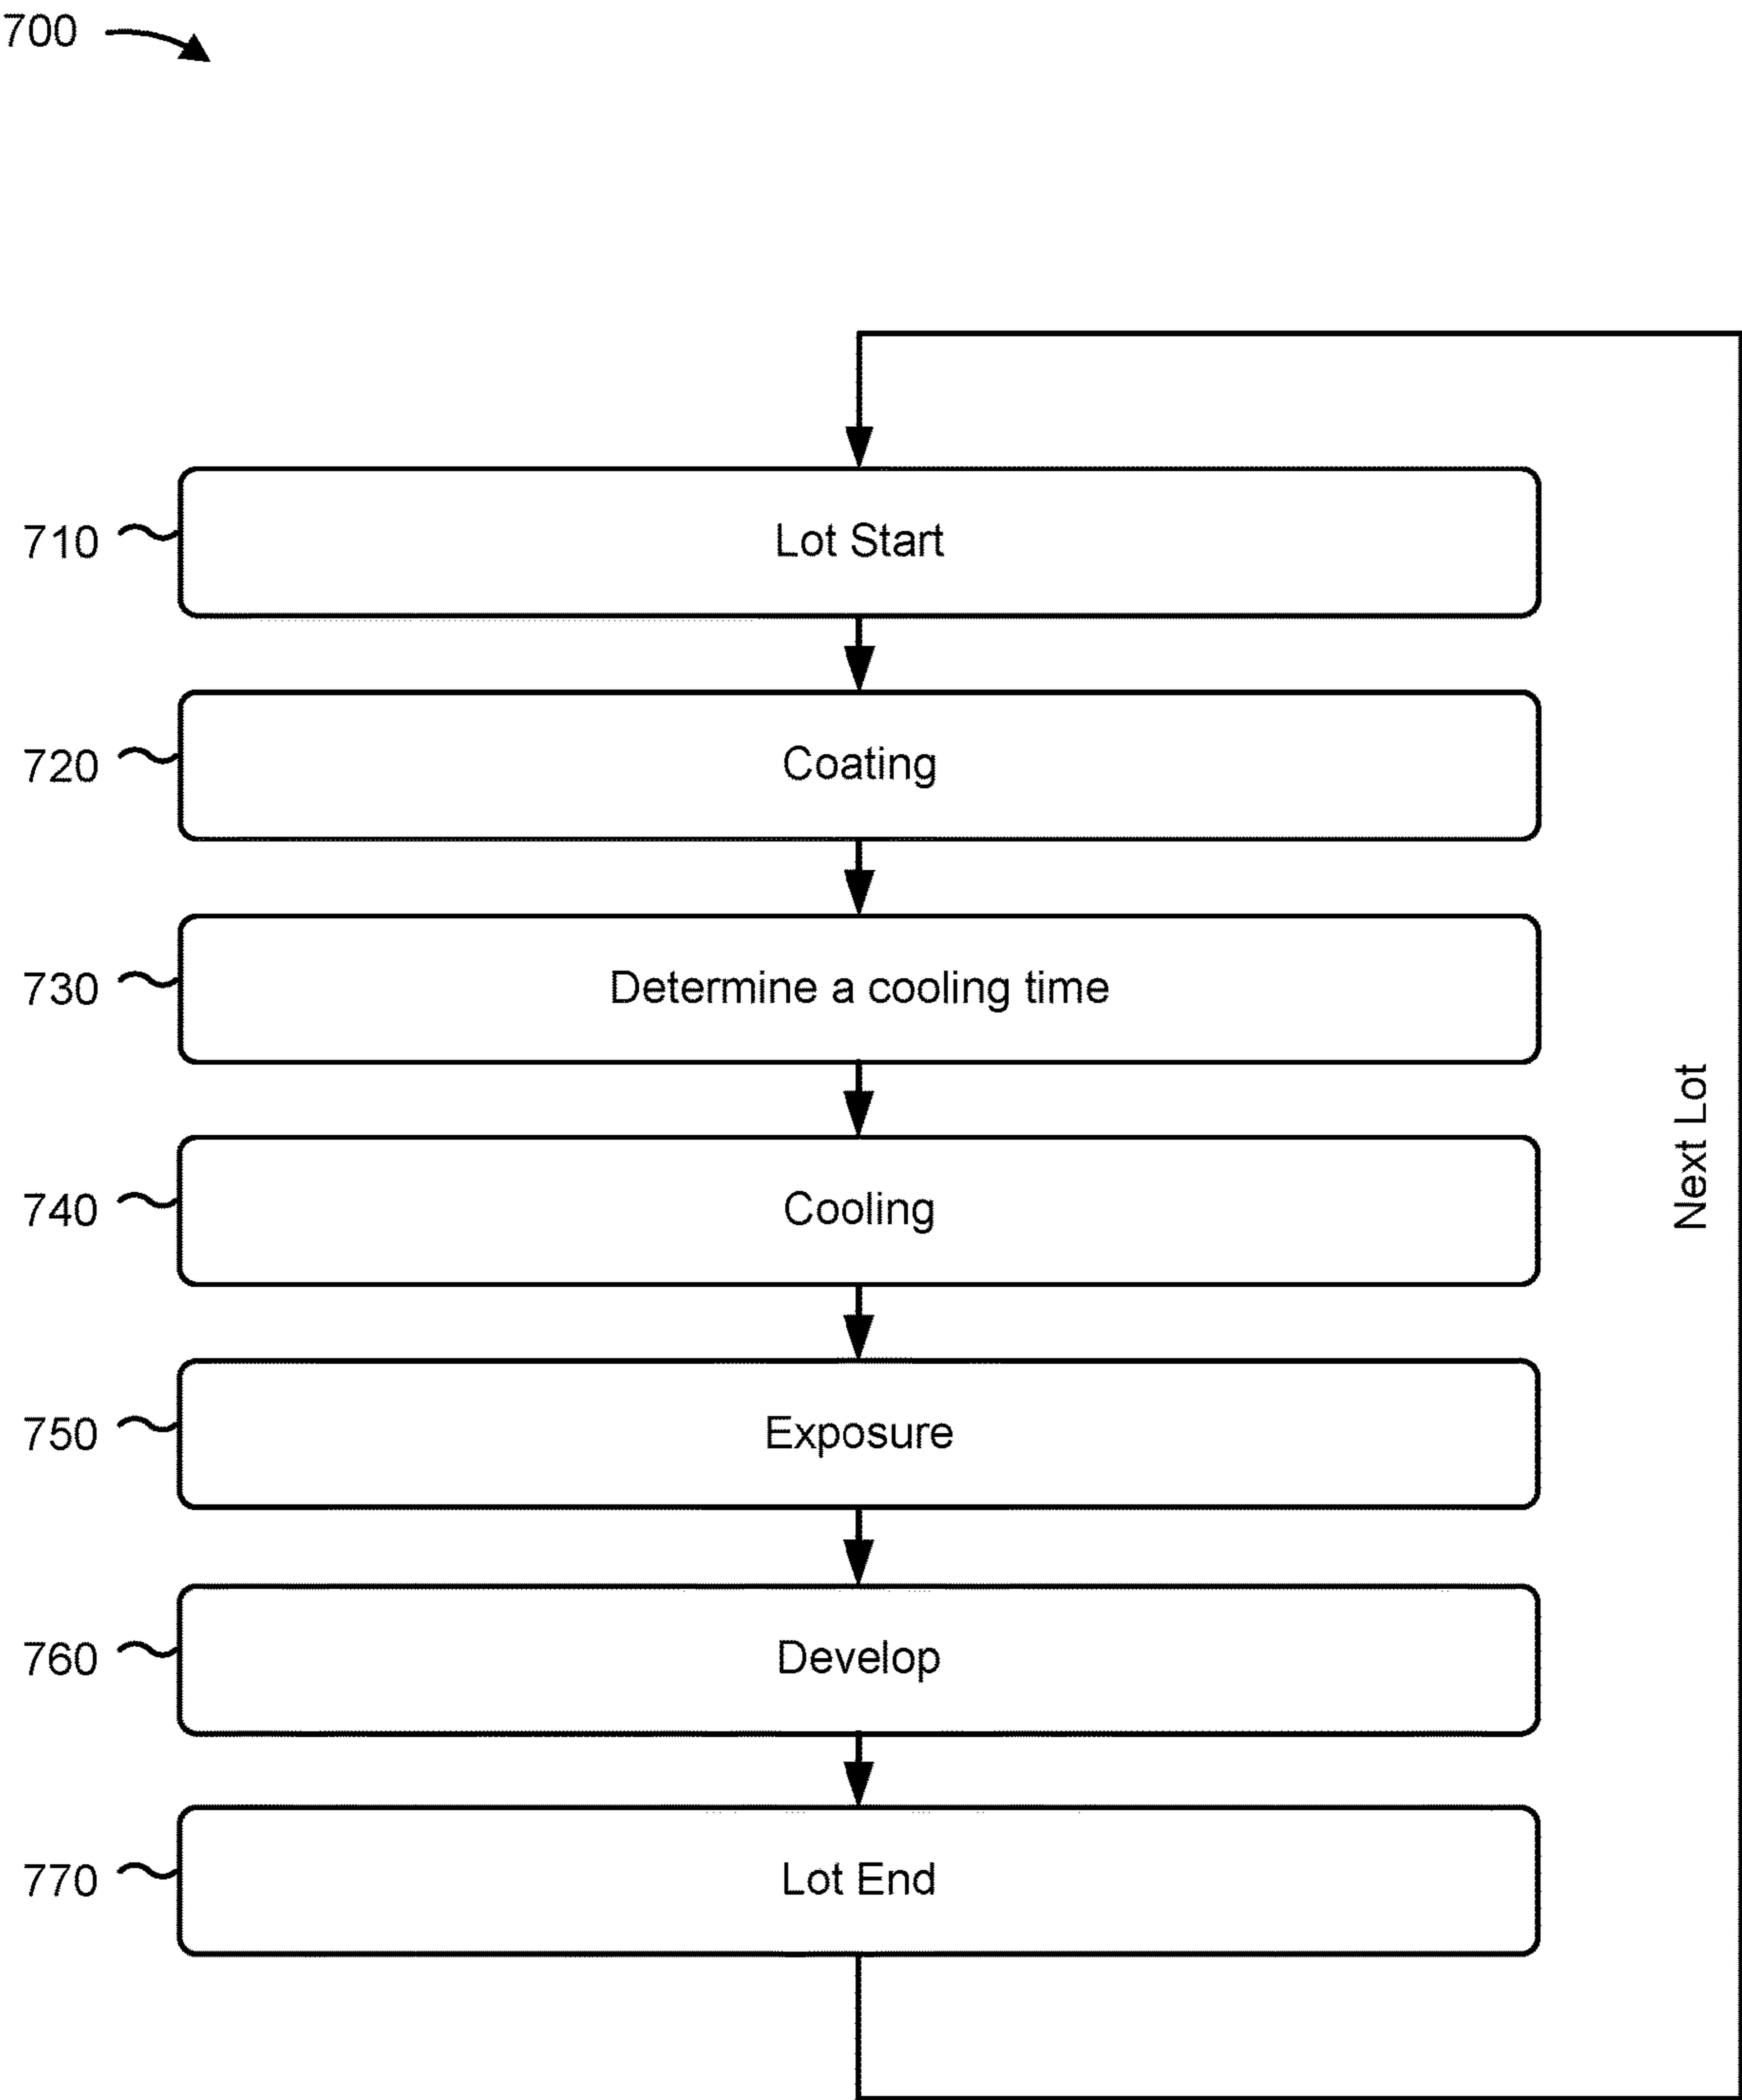 700
710 Lot Start
720 Coating
730 Determine a cooling time
Next Lot
740 Cooling
750 Exposure
760 Develop
770 Lot End